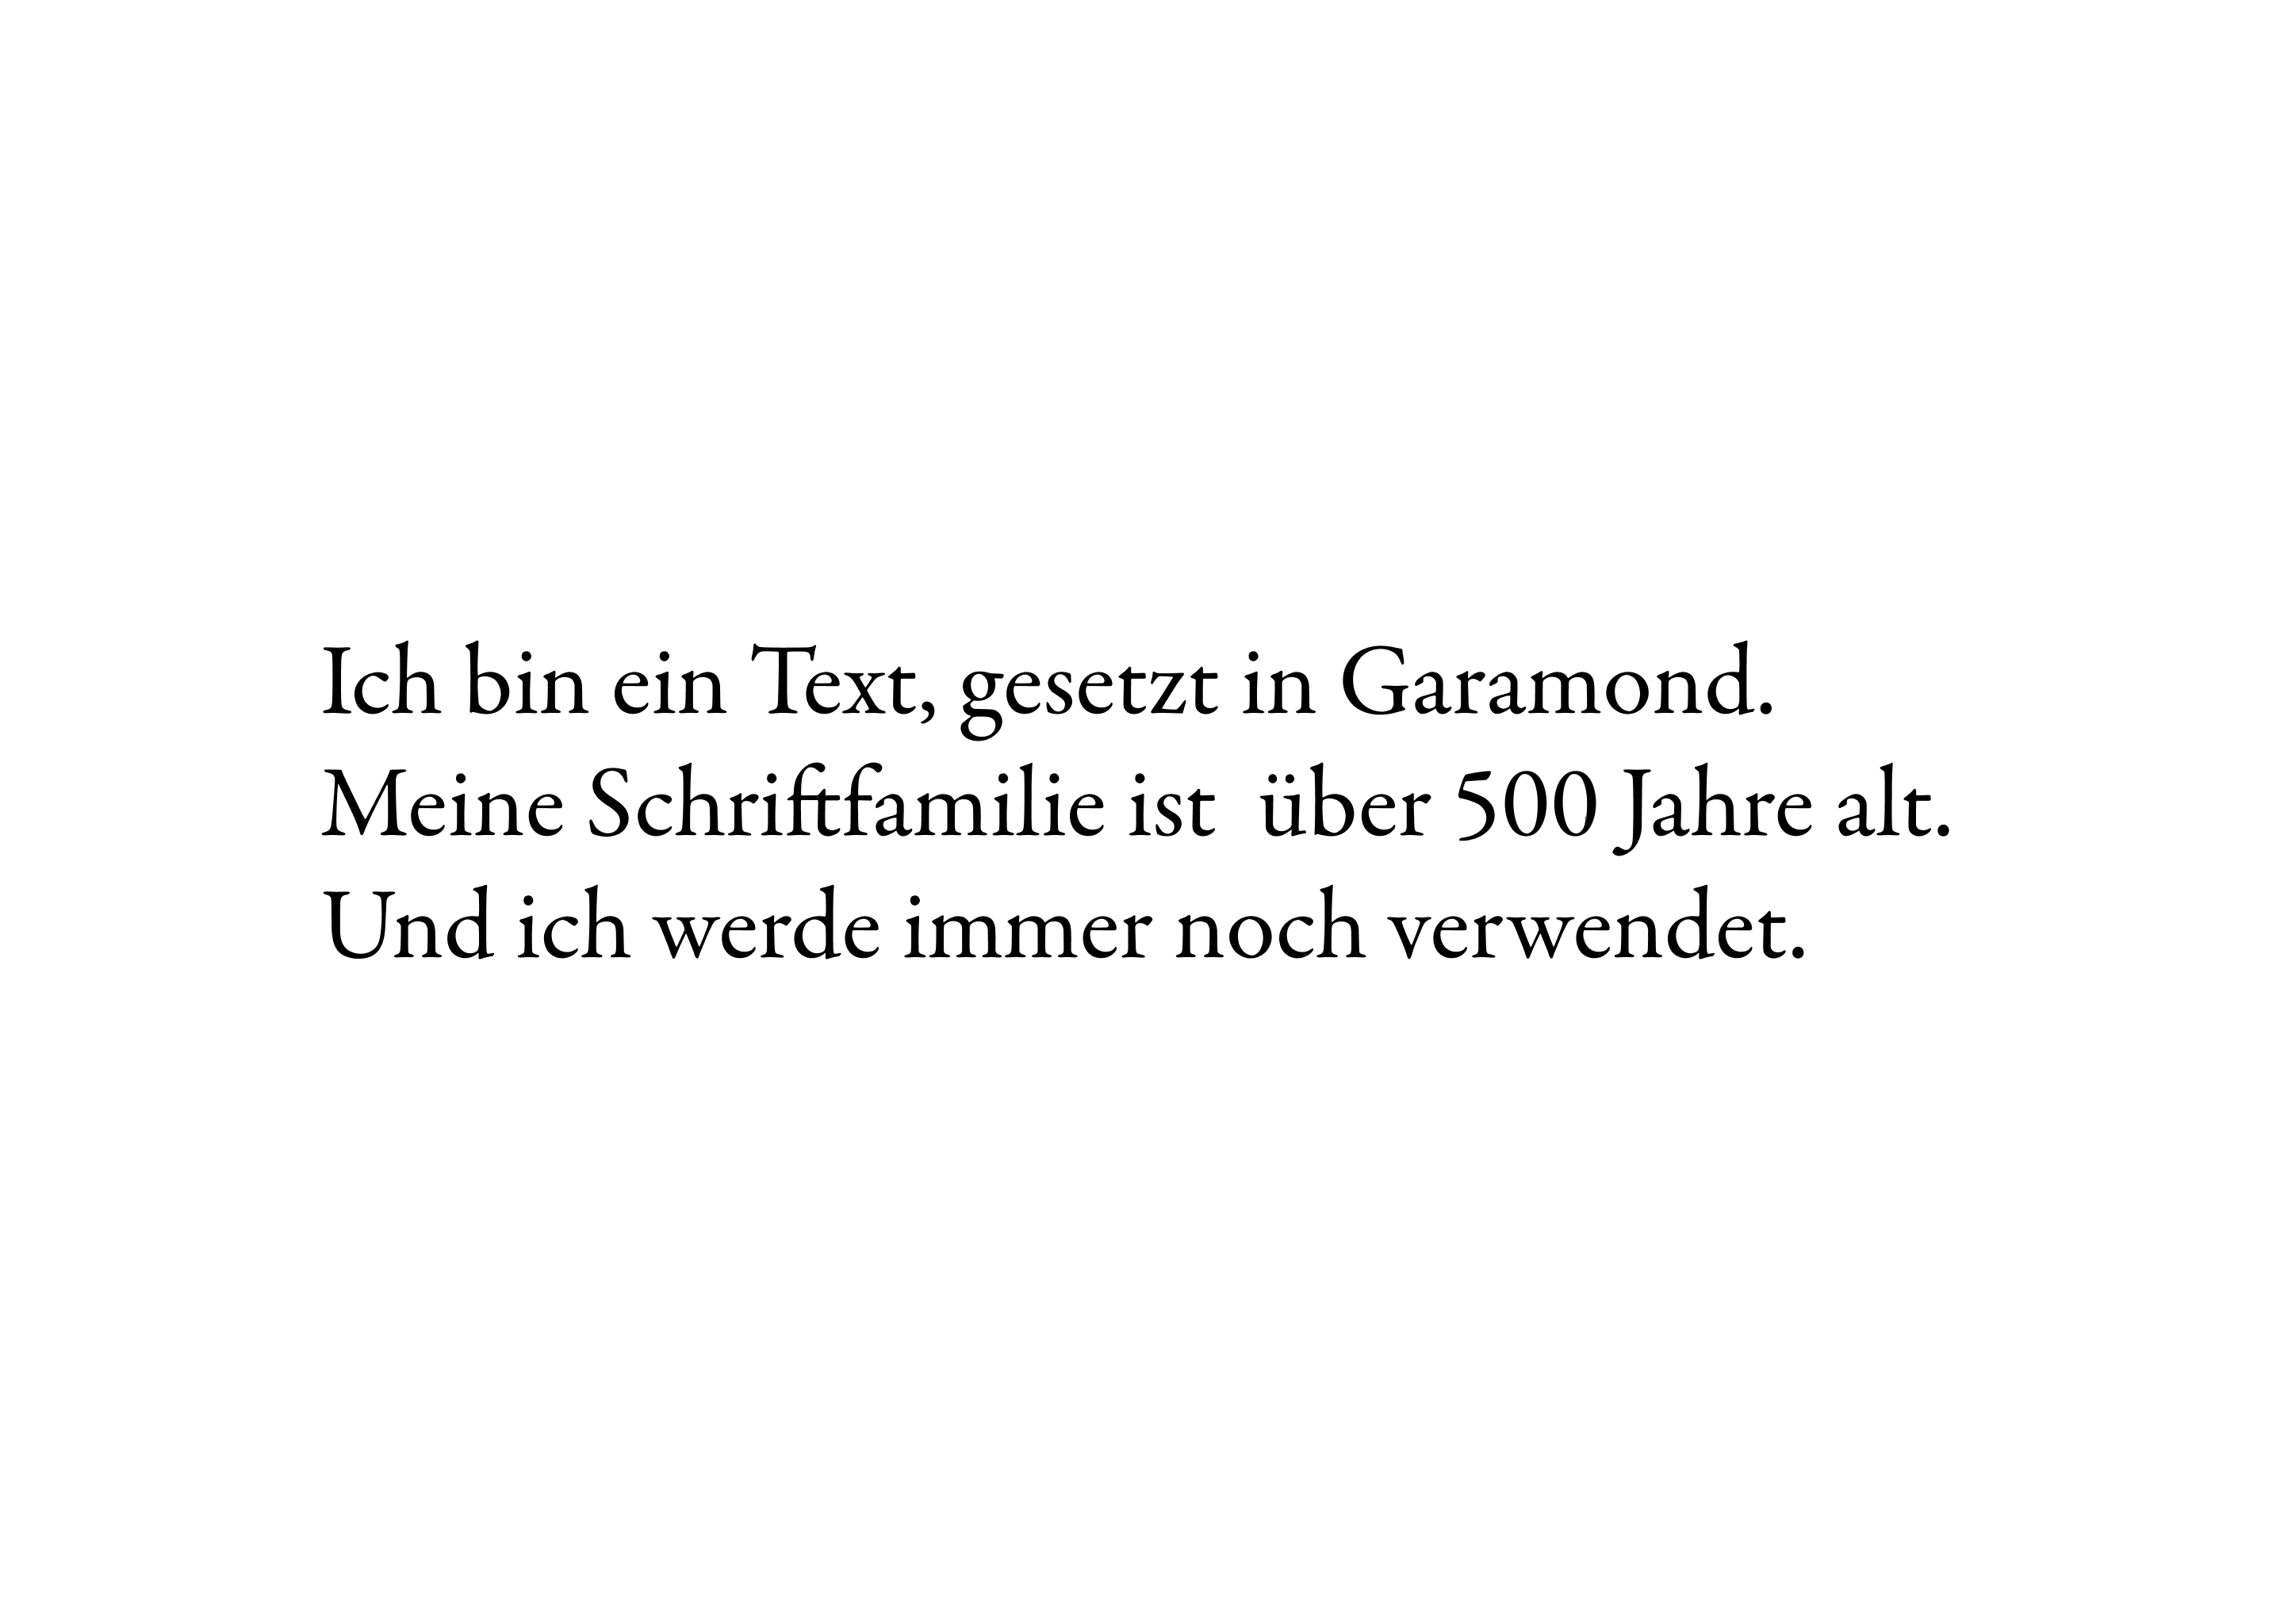 Ich bin ein Text, gesetzt in Garamond.
Meine Schriftfamilie ist über 500 Jahre alt.
Und ich werde immer noch verwendet.